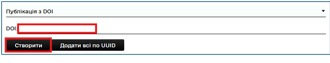 Публікація з DOI
DOI
Створити Додати всі по UUID